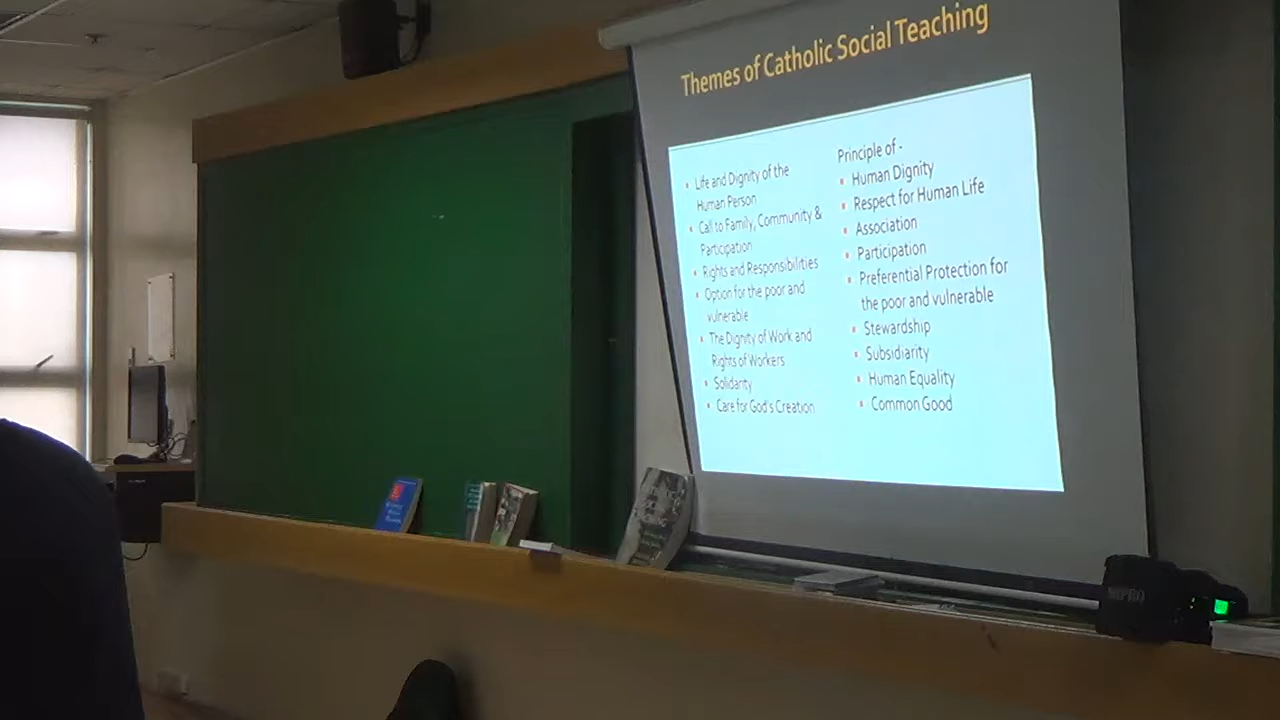 Themes of Catholic Social Teaching
Life and Dignity of the
Human Person
Call to Family, Community &
Participation
Rights and Responsibilities
Option for the poor and
vulnerable
The Dignity of Work and
Rights of Workers
Solidarity
Care for God's Creation
Principle of -
Human Dignity
Respect for Human Life
Association
Participation
Preferential Protection for
the poor and vulnerable
Stewardship
Subsidiarity
Human Equality
Common Good
MIPRO